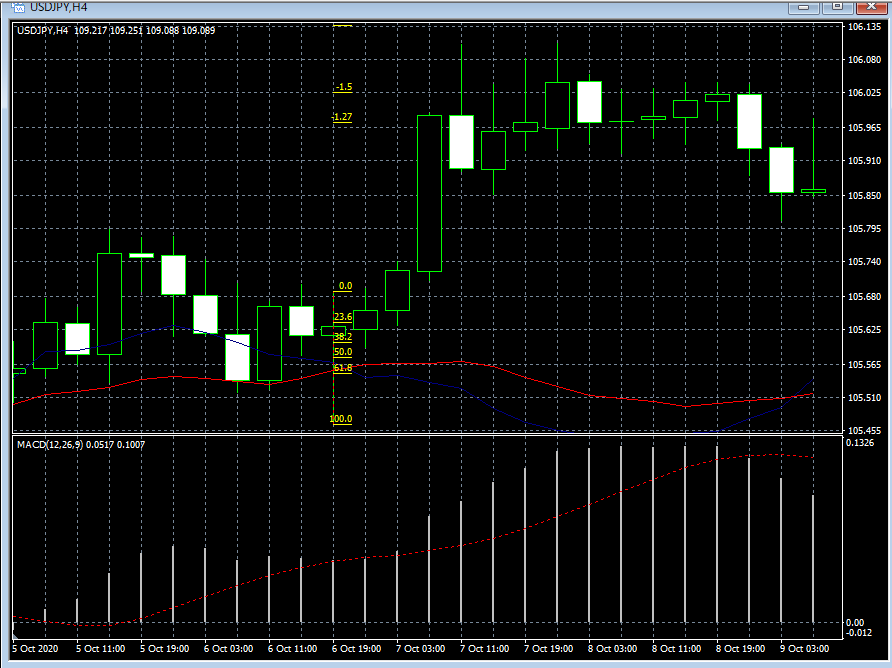 USDJPY,H4
USDJPY,H4 109.217 109.251 109.088 109.089
106.135
106.080
106.025
105.965
105.910
105.850
105.795
105.740
105.680
105.625
105.565
105.510
105.455
-1.5
-1.27
0.0
23.6
38.2
50.0
61.8
100.0
MACD(12,26,9) 0.0517 0.1007
0.1326
0.00
-0.012
5 Oct 2020
5 Oct 11:00
5 Oct 19:00
6 Oct 03:00
6 Oct 11:00
6 Oct 19:00
7 Oct 03:00
7 Oct 11:00
7 Oct 19:00
8 Oct 03:00
8 Oct 11:00
8 Oct 19:00
9 Oct 03:00